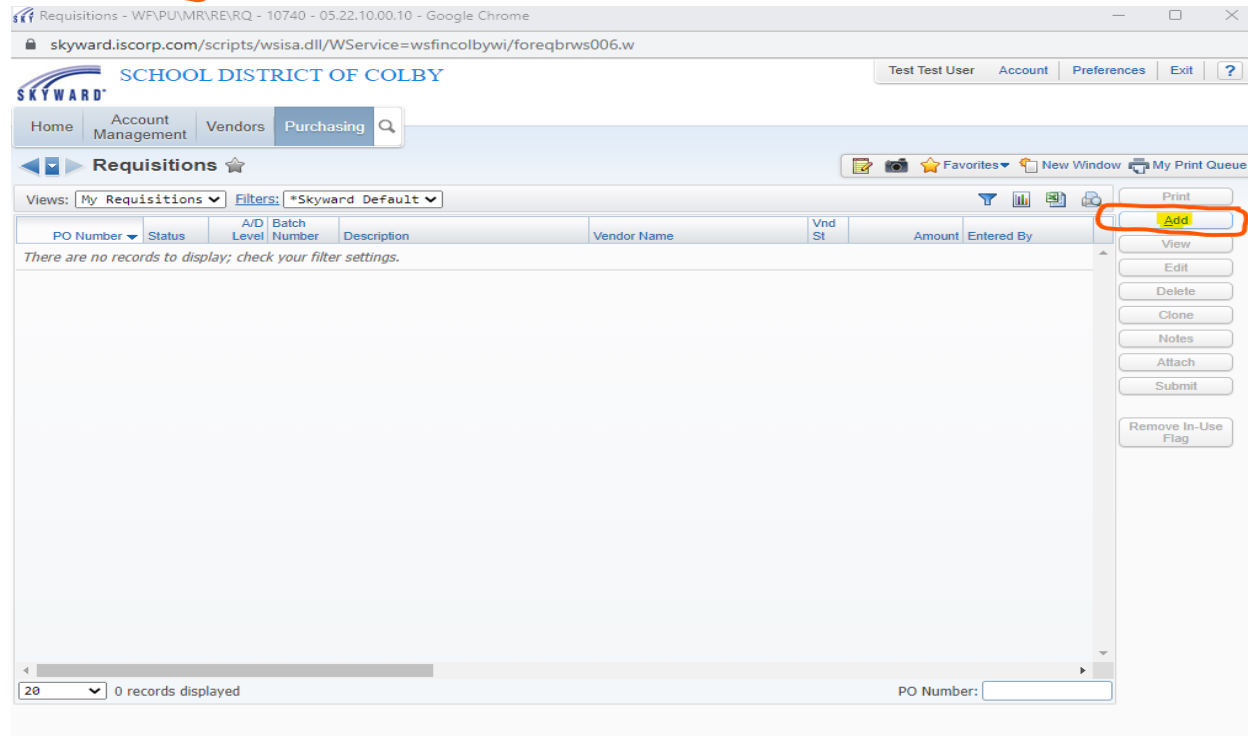 Requisitions - WF\PU\MR\RE\RQ - 10740 - 05.22.10.00.10 - Google Chrome
skyward.iscorp.com/scripts/wsisa.dll/WService=wsfincolbywi/foreqbrws006.w
SKYWARD
SCHOOL DISTRICT OF COLBY
Test Test User Account Preferences Exit ?
Home Account Management Vendors Purchasing
Requisitions
Favorites New Window My Print Queue
Views: My Requisitions Filters: *Skyward Default
PO Number Status A/D Level Batch Number Description Vendor Name Vnd St Amount Entered By
There are no records to display; check your filter settings.
Print
Add
View
Edit
Delete
Clone
Notes
Attach
Submit
Remove In-Use
Flag
20 0 records displayed PO Number: